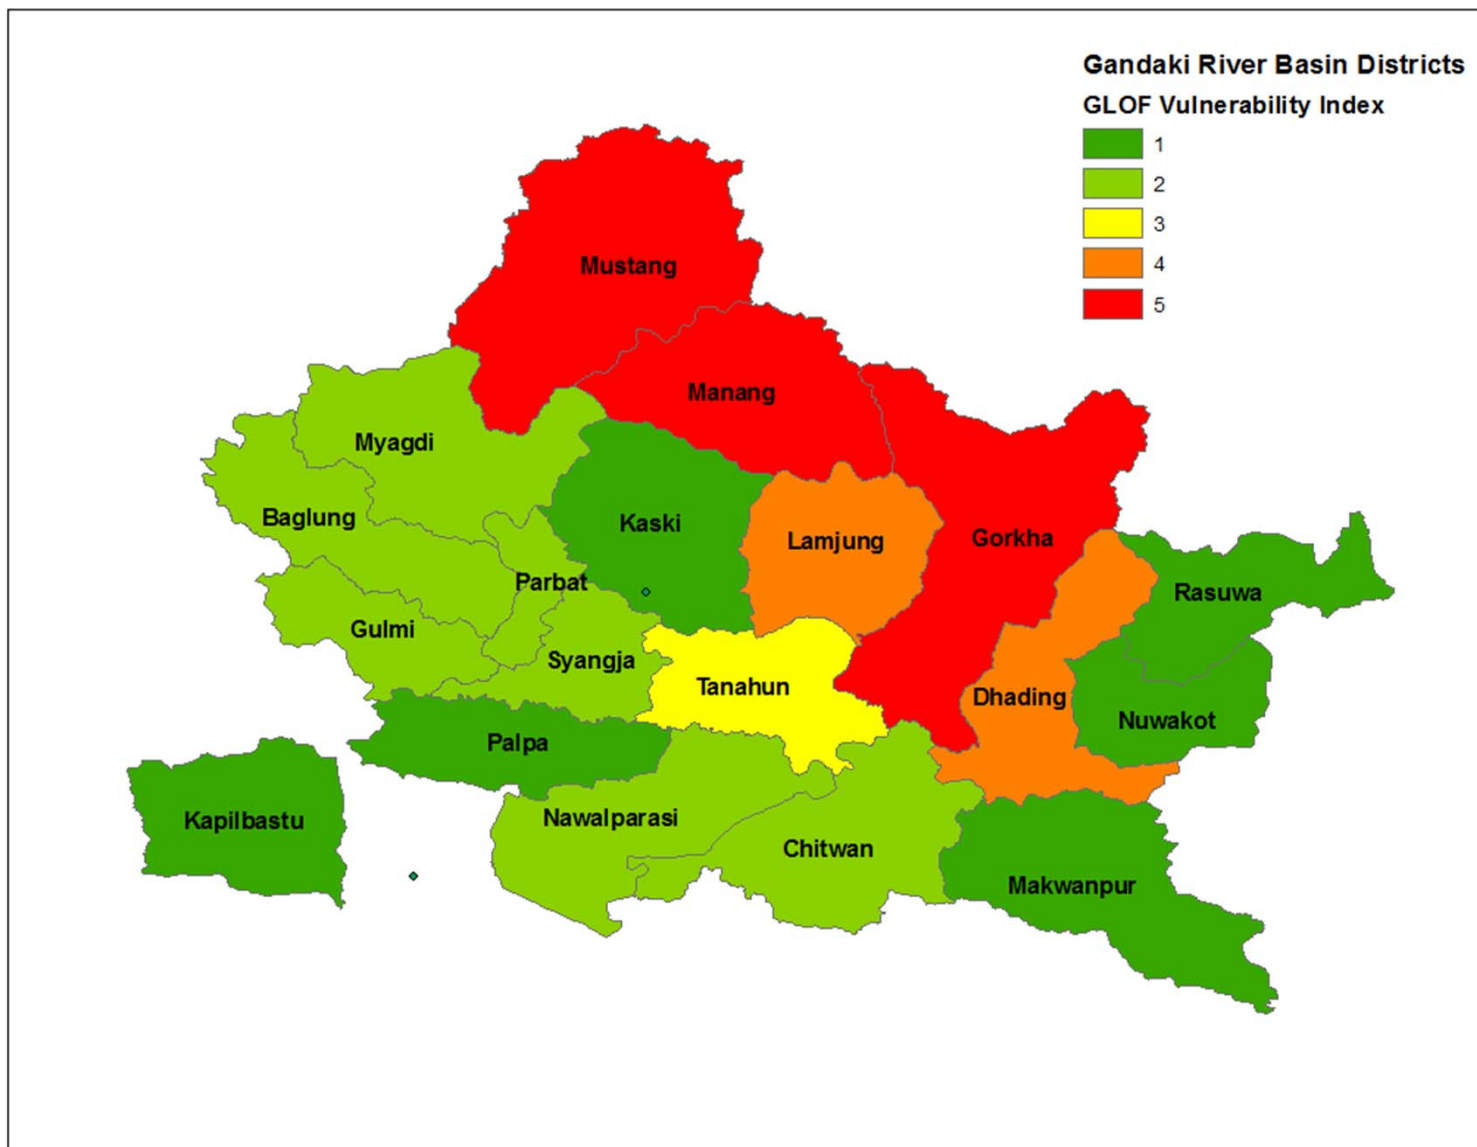 Gandaki River Basin Districts
GLOF Vulnerability Index
1
2
3
4
5
Mustang
Manang
Myagdi
Baglung
Kaski
Lamjung
Gorkha
Parbat
Rasuwa
Gulmi
Syangja
Tanahun
Dhading
Nuwakot
Palpa
Kapilbastu
Nawalparasi
Chitwan
Makwanpur